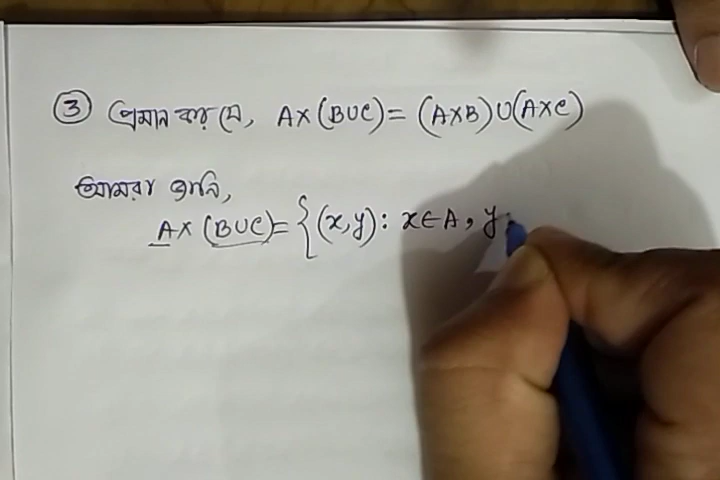 ③ প্রমান কর যে, A×(B∪C)=(A×B)∪(A×C)
আমরা জানি,
A×(B∪C)={(x,y): x∈A, y